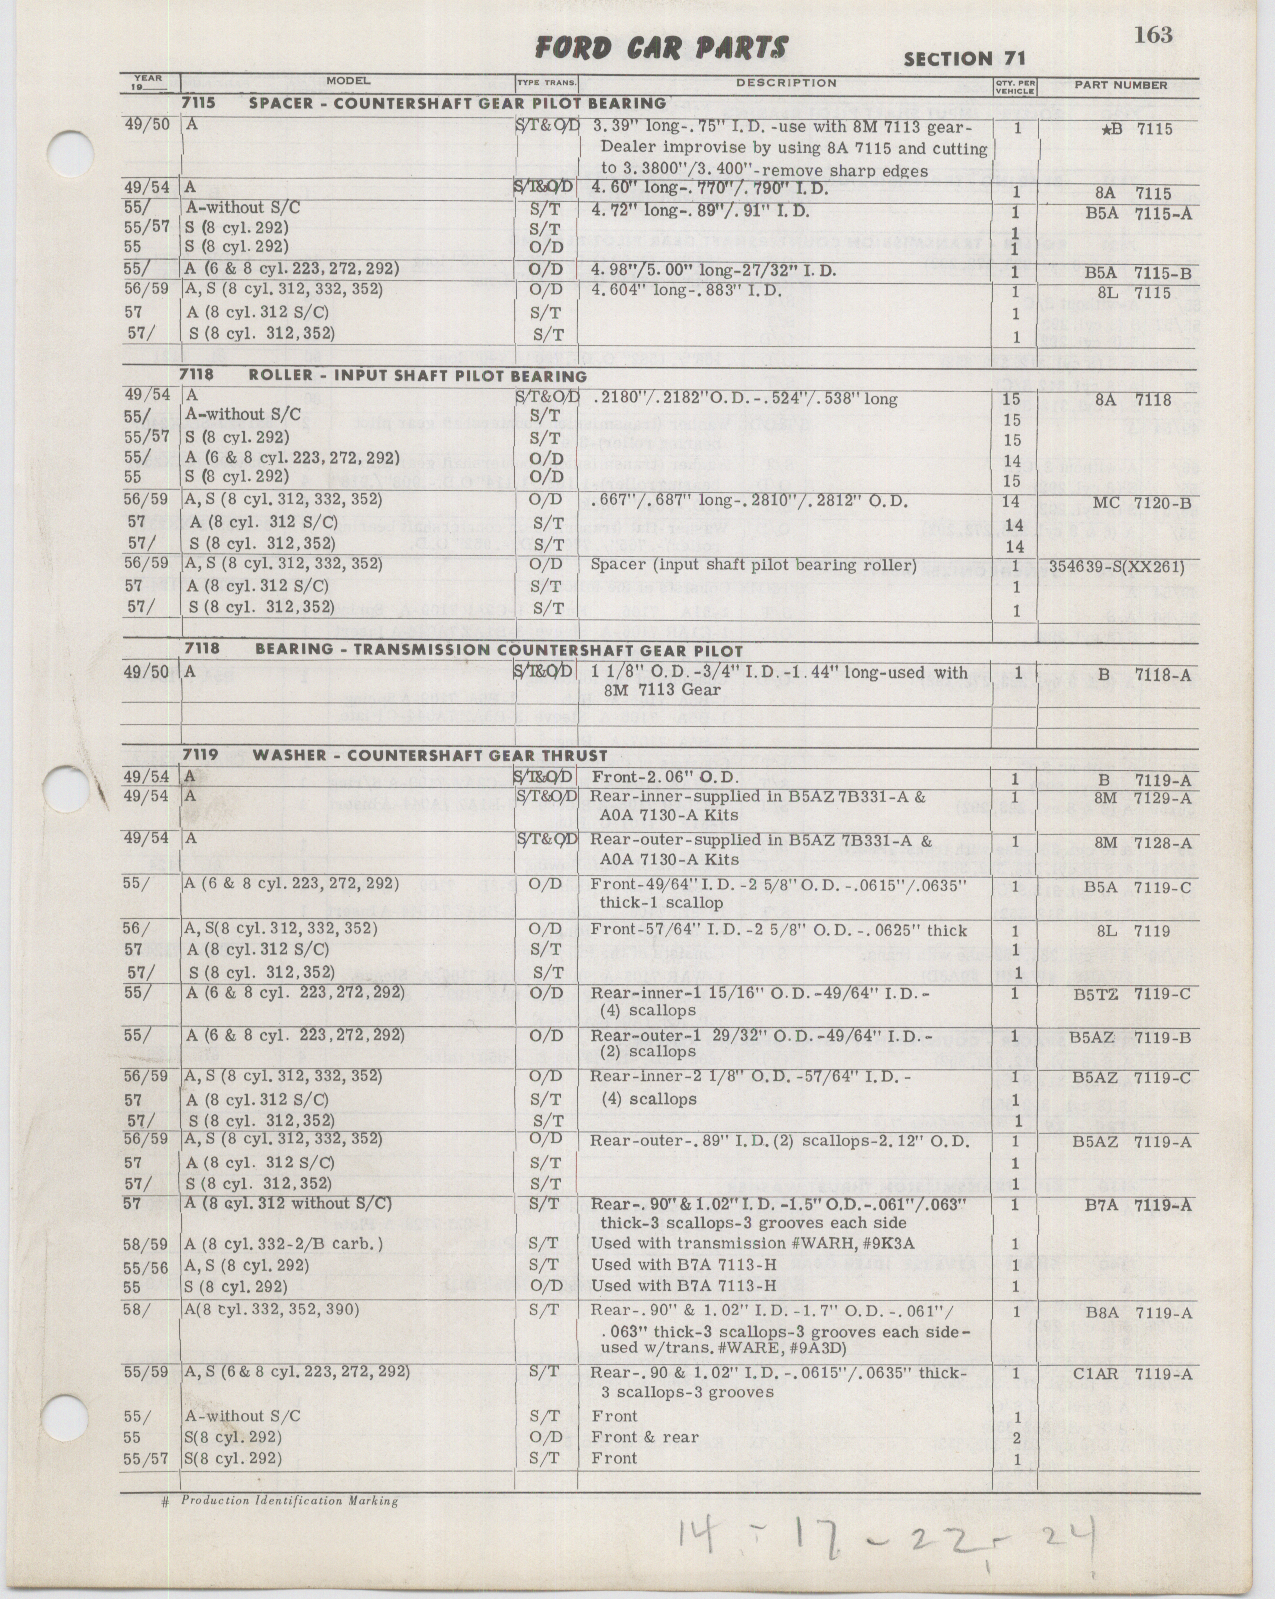 163
FORD CAR PARTS
SECTION 71
YEAR 19___ MODEL TYPE TRANS. DESCRIPTION QTY. PER VEHICLE PART NUMBER
7115 SPACER - COUNTERSHAFT GEAR PILOT BEARING
49/50 A S/T&O/D 3.39" long-.75" I.D. -use with 8M 7113 gear- 1 ★B 7115
Dealer improvise by using 8A 7115 and cutting
to 3.3800"/3.400"-remove sharp edges
49/54 A S/T&O/D 4.60" long-.770"/.790" I.D. 1 8A 7115
55/ A-without S/C S/T 4.72" long-.89"/.91" I.D. 1 B5A 7115-A
55/57 S (8 cyl.292) S/T 1
55 S (8 cyl.292) O/D 1
55/ A (6 & 8 cyl.223,272,292) O/D 4.98"/5.00" long-27/32" I.D. 1 B5A 7115-B
56/59 A,S (8 cyl.312,332,352) O/D 4.604" long-.883" I.D. 1 8L 7115
57 A (8 cyl.312 S/C) S/T 1
57/ S (8 cyl. 312,352) S/T 1
7118 ROLLER - INPUT SHAFT PILOT BEARING
49/54 A S/T&O/D .2180"/.2182"O.D.-.524"/.538" long 15 8A 7118
55/ A-without S/C S/T 15
55/57 S (8 cyl.292) S/T 15
55/ A (6 & 8 cyl.223,272,292) O/D 14
55 S (8 cyl.292) O/D 15
56/59 A,S (8 cyl.312,332,352) O/D .667"/.687" long-.2810"/.2812" O.D. 14 MC 7120-B
57 A (8 cyl. 312 S/C) S/T 14
57/ S (8 cyl. 312,352) S/T 14
56/59 A,S (8 cyl.312,332,352) O/D Spacer (input shaft pilot bearing roller) 1 354639-S(XX261)
57 A (8 cyl.312 S/C) S/T 1
57/ S (8 cyl. 312,352) S/T 1
7118 BEARING - TRANSMISSION COUNTERSHAFT GEAR PILOT
49/50 A S/T&O/D 1 1/8" O.D.-3/4" I.D.-1.44" long-used with 1 B 7118-A
8M 7113 Gear
7119 WASHER - COUNTERSHAFT GEAR THRUST
49/54 A S/T&O/D Front-2.06" O.D. 1 B 7119-A
49/54 A S/T&O/D Rear-inner-supplied in B5AZ 7B331-A & 1 8M 7129-A
A0A 7130-A Kits
49/54 A S/T&O/D Rear-outer-supplied in B5AZ 7B331-A & 1 8M 7128-A
A0A 7130-A Kits
55/ A (6 & 8 cyl.223,272,292) O/D Front-49/64" I.D.-2 5/8" O.D.-.0615"/.0635" 1 B5A 7119-C
thick-1 scallop
56/ A,S(8 cyl.312,332,352) O/D Front-57/64" I.D.-2 5/8" O.D.-.0625" thick 1 8L 7119
57 A (8 cyl.312 S/C) S/T 1
57/ S (8 cyl. 312,352) S/T 1
55/ A (6 & 8 cyl. 223,272,292) O/D Rear-inner-1 15/16" O.D.-49/64" I.D.- 1 B5TZ 7119-C
(4) scallops
55/ A (6 & 8 cyl. 223,272,292) O/D Rear-outer-1 29/32" O.D.-49/64" I.D.- 1 B5AZ 7119-B
(2) scallops
56/59 A,S (8 cyl.312,332,352) O/D Rear-inner-2 1/8" O.D.-57/64" I.D.- 1 B5AZ 7119-C
57 A (8 cyl.312 S/C) S/T (4) scallops 1
57/ S (8 cyl. 312,352) S/T 1
56/59 A,S (8 cyl.312,332,352) O/D Rear-outer-.89" I.D.(2) scallops-2.12" O.D. 1 B5AZ 7119-A
57 A (8 cyl. 312 S/C) S/T 1
57/ S (8 cyl. 312,352) S/T 1
57 A (8 cyl.312 without S/C) S/T Rear-.90" & 1.02" I.D.-1.5" O.D.-.061"/.063" 1 B7A 7119-A
thick-3 scallops-3 grooves each side
58/59 A (8 cyl.332-2/B carb.) S/T Used with transmission #WARH, #9K3A 1
55/56 A,S (8 cyl.292) S/T Used with B7A 7113-H 1
55 S (8 cyl.292) O/D Used with B7A 7113-H 1
58/ A(8 cyl.332,352,390) S/T Rear-.90" & 1.02" I.D.-1.7" O.D.-.061"/ 1 B8A 7119-A
.063" thick-3 scallops-3 grooves each side-
used w/trans.#WARE, #9A3D)
55/59 A,S (6 & 8 cyl.223,272,292) S/T Rear-.90 & 1.02" I.D.-.0615"/.0635" thick- 1 C1AR 7119-A
3 scallops-3 grooves
55/ A-without S/C S/T Front 1
55 S(8 cyl.292) O/D Front & rear 2
55/57 S(8 cyl.292) S/T Front 1
# Production Identification Marking
14 - 17 - 22 - 24